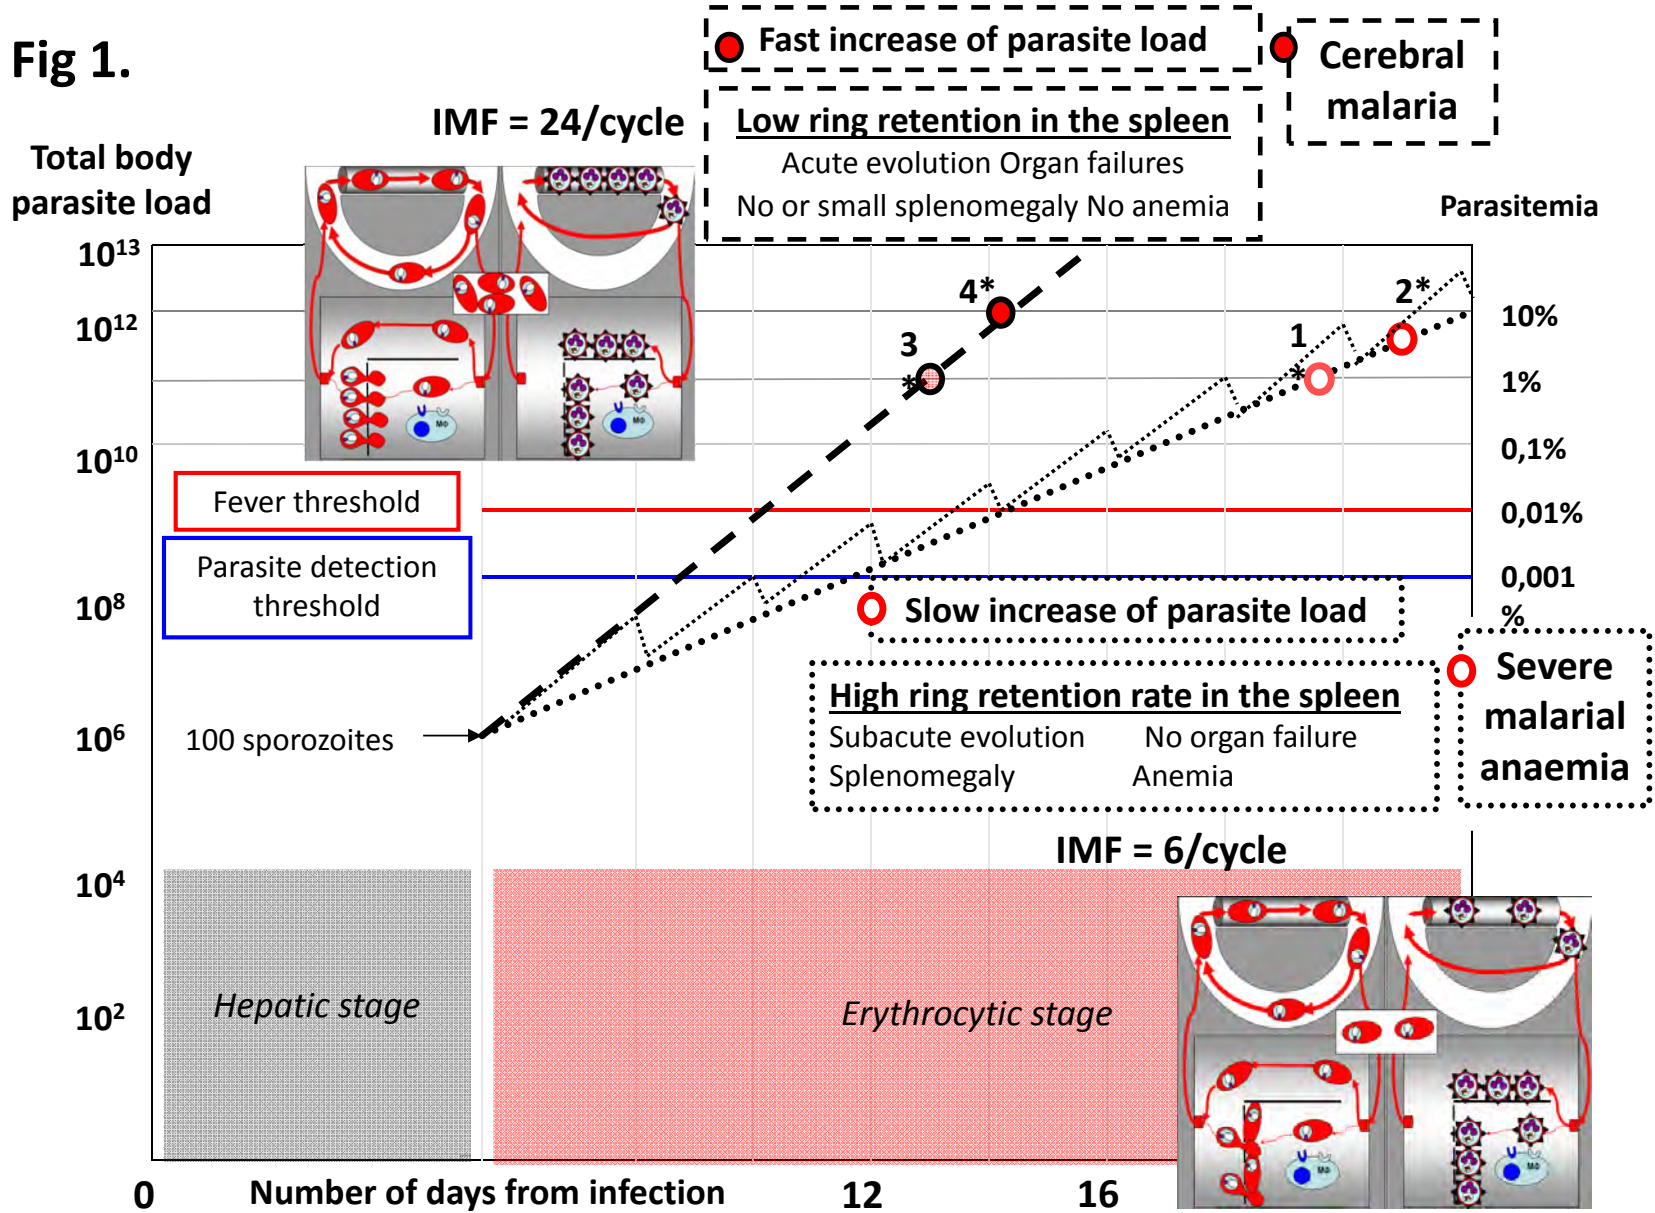 Fig 1.
Fast increase of parasite load
Cerebral
malaria
IMF = 24/cycle
Low ring retention in the spleen
Acute evolution Organ failures
No or small splenomegaly No anemia
Total body
parasite load
Parasitemia
10¹³
10¹²
10¹⁰
10⁸
10⁶
10⁴
10²
10%
1%
0,1%
0,01%
0,001
%
4*
3
*
2*
1
*
MΦ
MΦ
Fever threshold
Parasite detection
threshold
Slow increase of parasite load
High ring retention rate in the spleen
Subacute evolution No organ failure
Splenomegaly Anemia
Severe
malarial
anaemia
100 sporozoites
IMF = 6/cycle
Hepatic stage
Erythrocytic stage
MΦ
MΦ
0 Number of days from infection 12 16